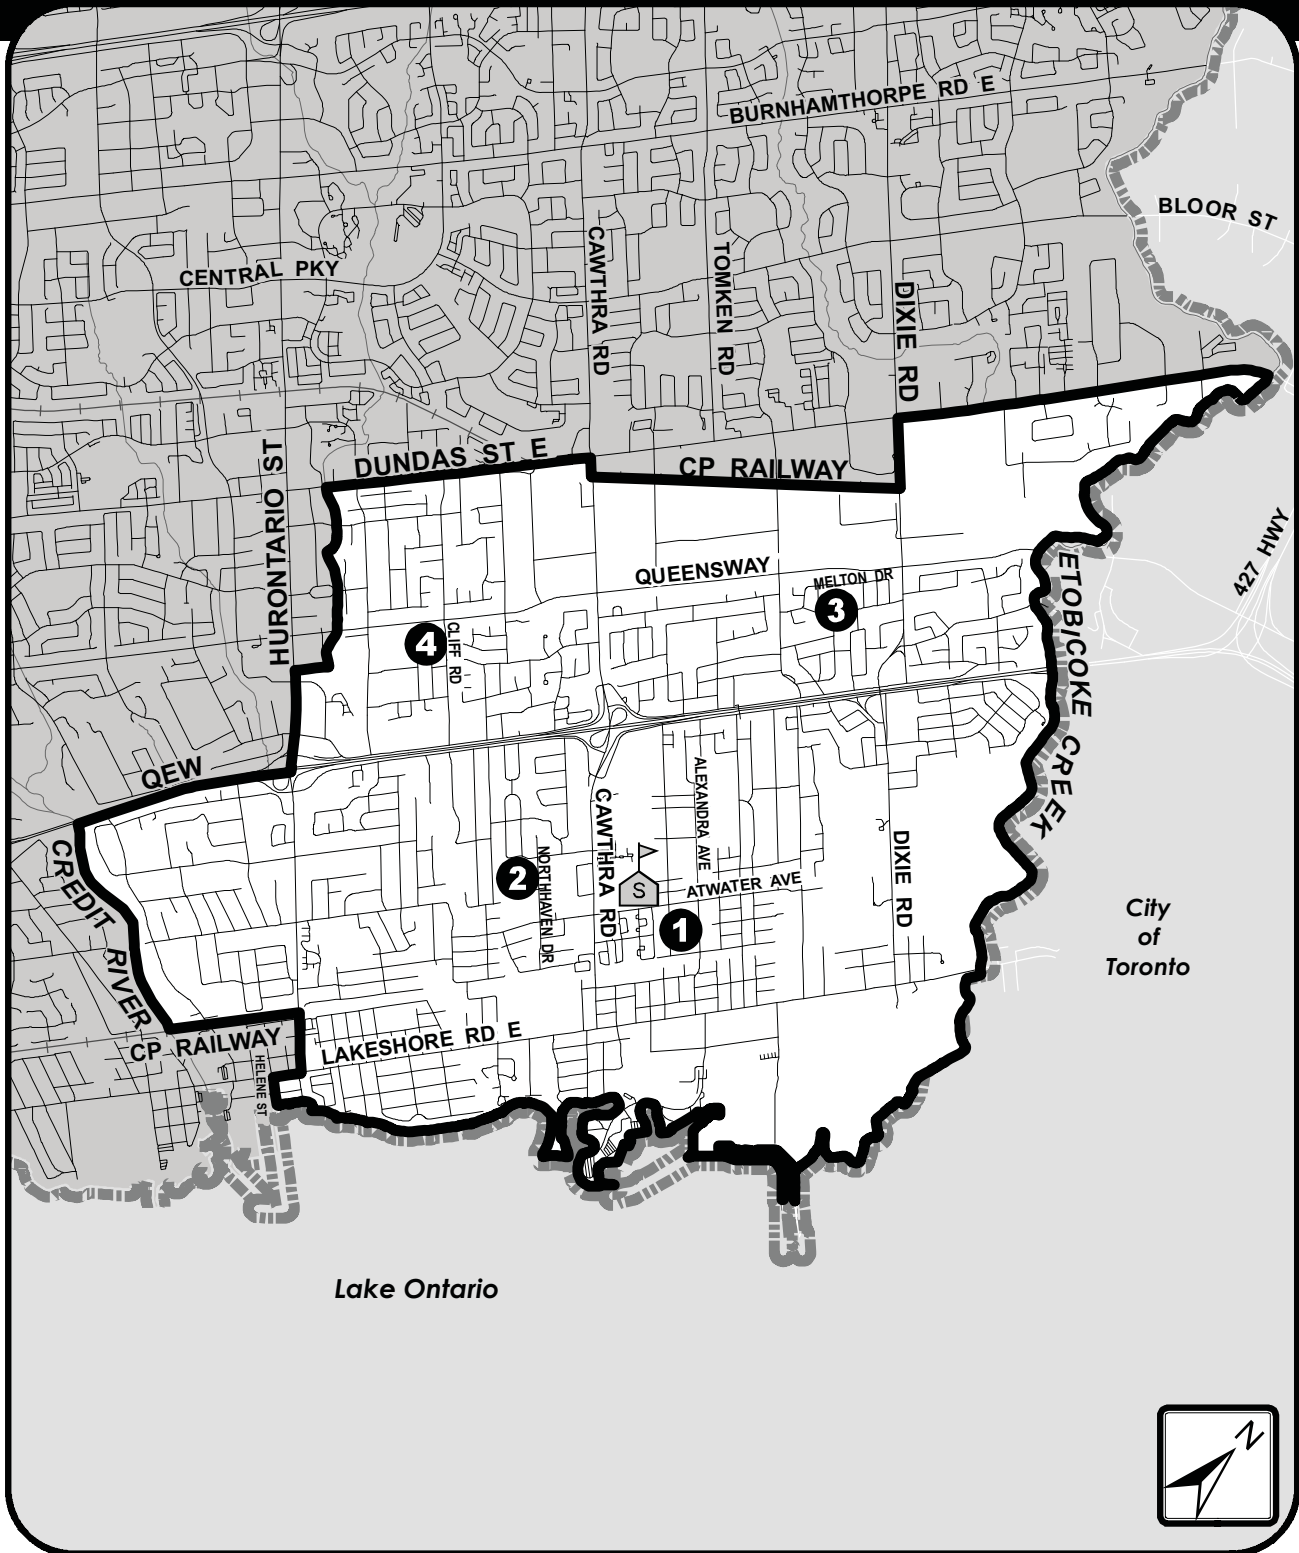 BURNHAMTHORPE RD E
BLOOR ST
CENTRAL PKY
CAWTHRA RD
TOMKEN RD
DIXIE RD
HURONTARIO ST
DUNDAS ST E
CP RAILWAY
427 HWY
QUEENSWAY
MELTON DR
3
4
CLIFF RD
ETOBICOKE CREEK
QEW
ALEXANDRA AVE
CAWTHRA RD
DIXIE RD
CREDIT RIVER
2
NORTHHAVEN DR
S
ATWATER AVE
1
City
of
Toronto
CP RAILWAY
LAKESHORE RD E
HELENE ST
Lake Ontario
N